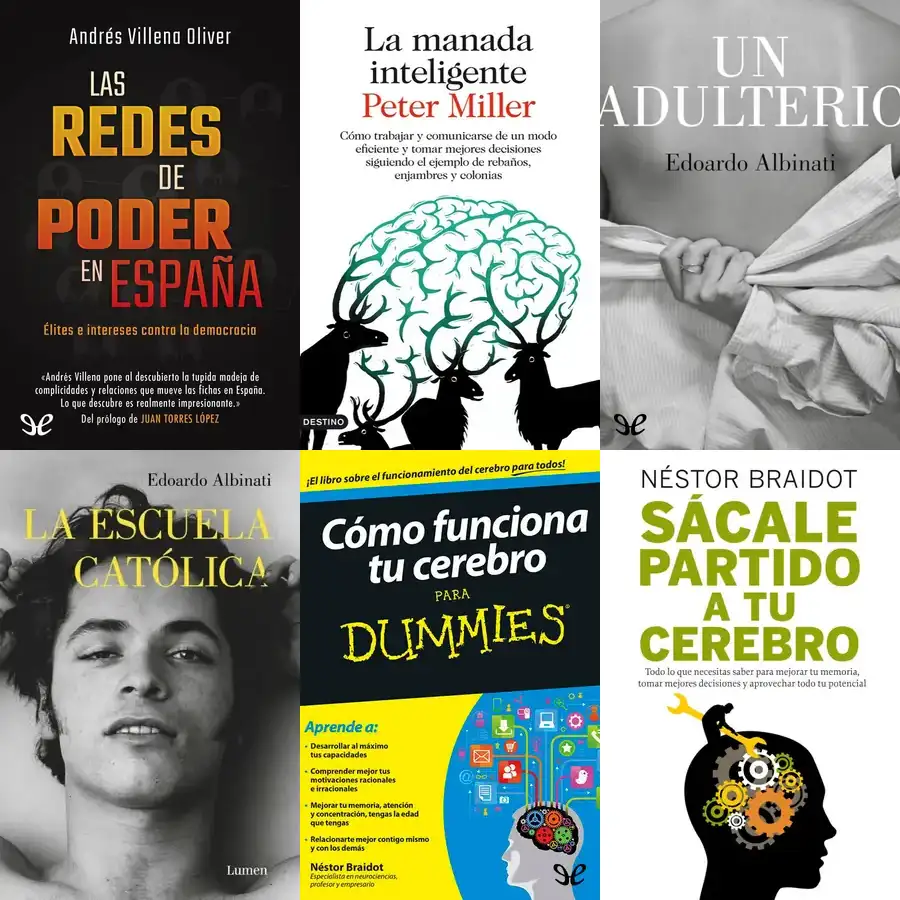 Andrés Villena Oliver
LAS
REDES
DE
PODER
EN ESPAÑA
Élites e intereses contra la democracia
«Andrés Villena pone al descubierto la tupida madeja de
complicidades y relaciones que mueve las fichas en España.
Lo que descubre es realmente impresionante.»
Del prólogo de JUAN TORRES LÓPEZ
La manada
inteligente
Peter Miller
Cómo trabajar y comunicarse de un modo
eficiente y tomar mejores decisiones
siguiendo el ejemplo de rebaños,
enjambres y colonias
DESTINO
UN
ADULTERIO
Edoardo Albinati
Edoardo Albinati
LA ESCUELA
CATÓLICA
Lumen
¡El libro sobre el funcionamiento del cerebro para todos!
Cómo funciona
tu cerebro
PARA
DUMMIES®
Aprende a:
• Desarrollar al máximo
tus capacidades
• Comprender mejor tus
motivaciones racionales
e irracionales
• Mejorar tu memoria, atención
y concentración, tengas la edad
que tengas
• Relacionarte mejor contigo mismo
y con los demás
Néstor Braidot
Especialista en neurociencias,
profesor y empresario
NÉSTOR BRAIDOT
SÁCALE
PARTIDO
A TU
CEREBRO
Todo lo que necesitas saber para mejorar tu memoria,
tomar mejores decisiones y aprovechar todo tu potencial